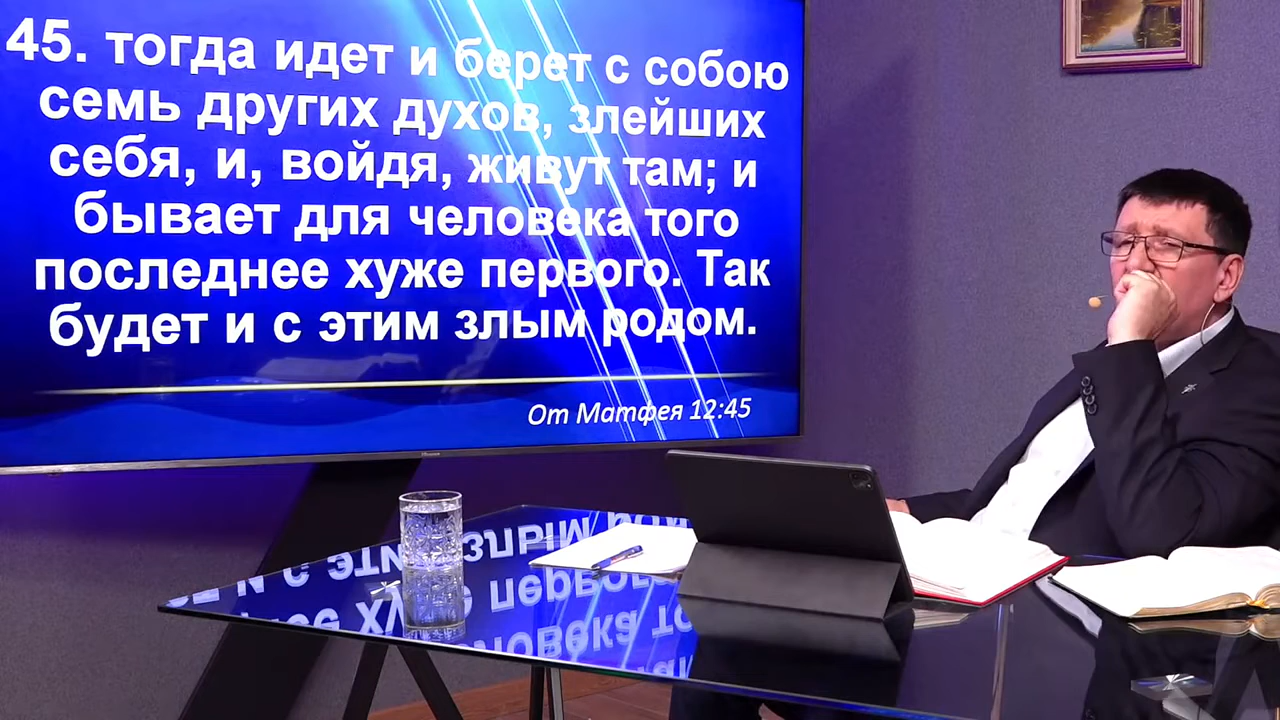 45. тогда идет и берет с собою
семь других духов, злейших
себя, и, войдя, живут там; и
бывает для человека того
последнее хуже первого. Так
будет и с этим злым родом.
От Матфея 12:45
Hisense